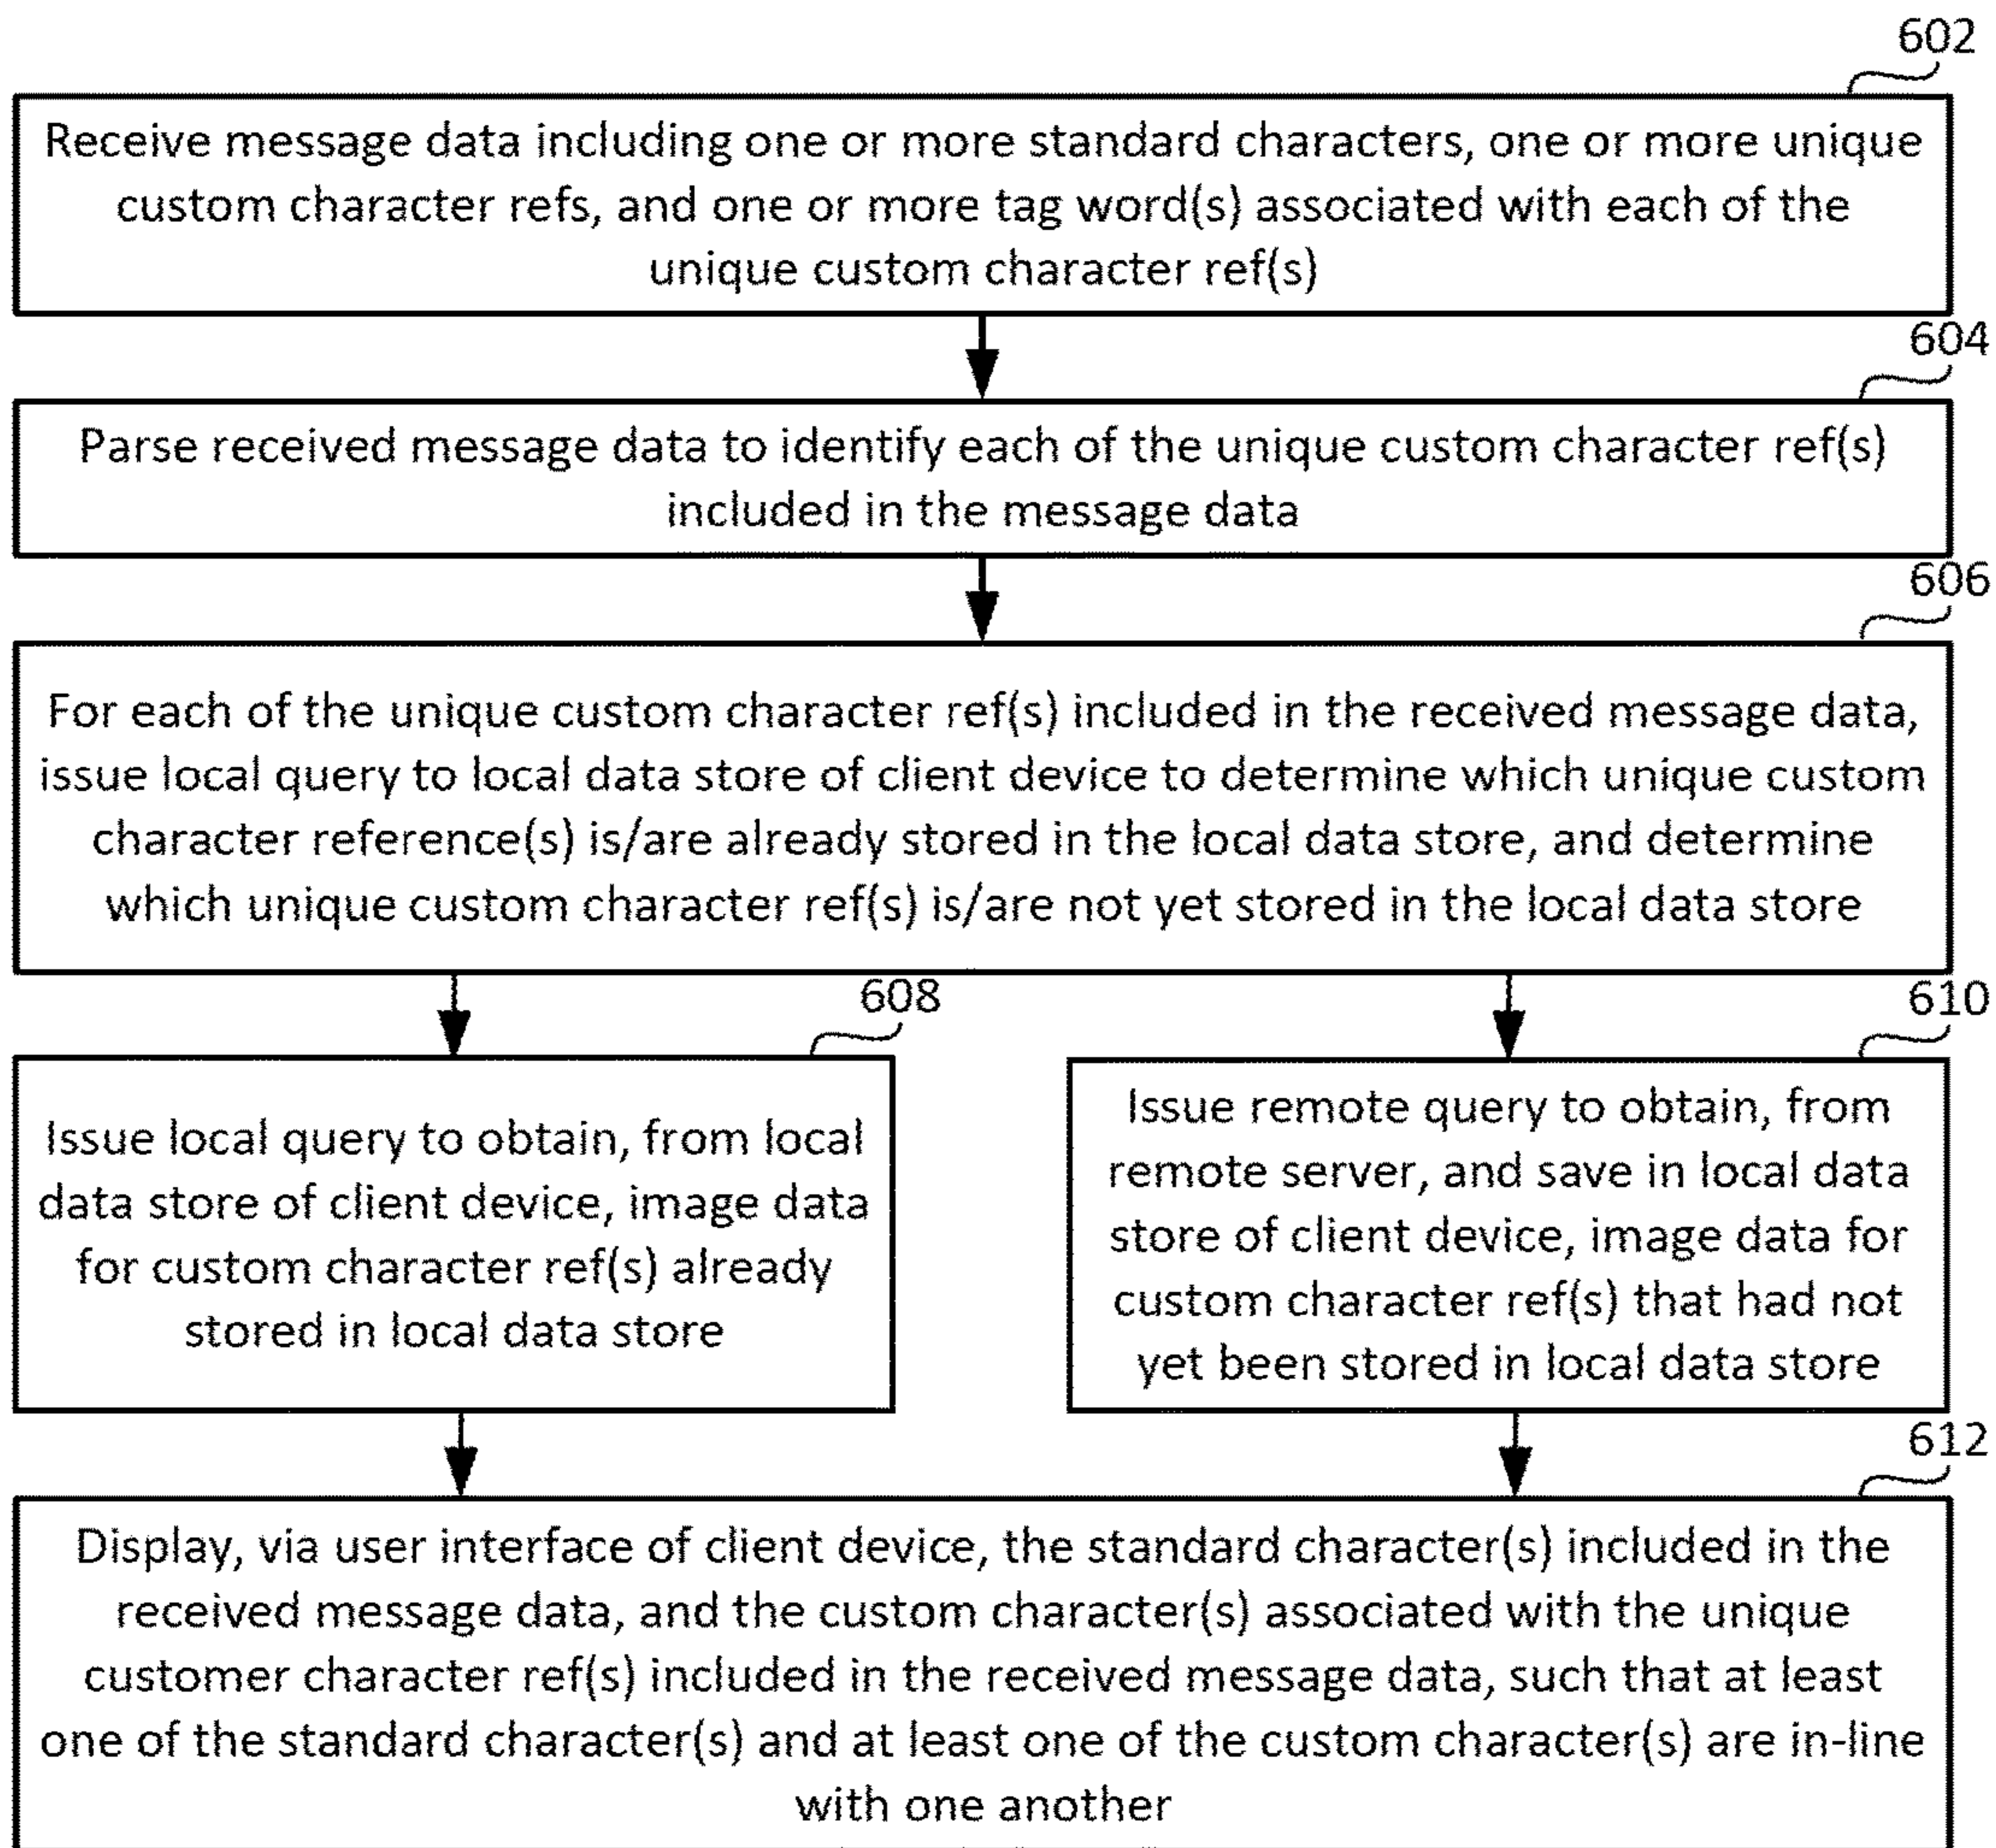 602
Receive message data including one or more standard characters, one or more unique
custom character refs, and one or more tag word(s) associated with each of the
unique custom character ref(s)
604
Parse received message data to identify each of the unique custom character ref(s)
included in the message data
606
For each of the unique custom character ref(s) included in the received message data,
issue local query to local data store of client device to determine which unique custom
character reference(s) is/are already stored in the local data store, and determine
which unique custom character ref(s) is/are not yet stored in the local data store
608
Issue local query to obtain, from local
data store of client device, image data
for custom character ref(s) already
stored in local data store
610
Issue remote query to obtain, from
remote server, and save in local data
store of client device, image data for
custom character ref(s) that had not
yet been stored in local data store
612
Display, via user interface of client device, the standard character(s) included in the
received message data, and the custom character(s) associated with the unique
customer character ref(s) included in the received message data, such that at least
one of the standard character(s) and at least one of the custom character(s) are in-line
with one another